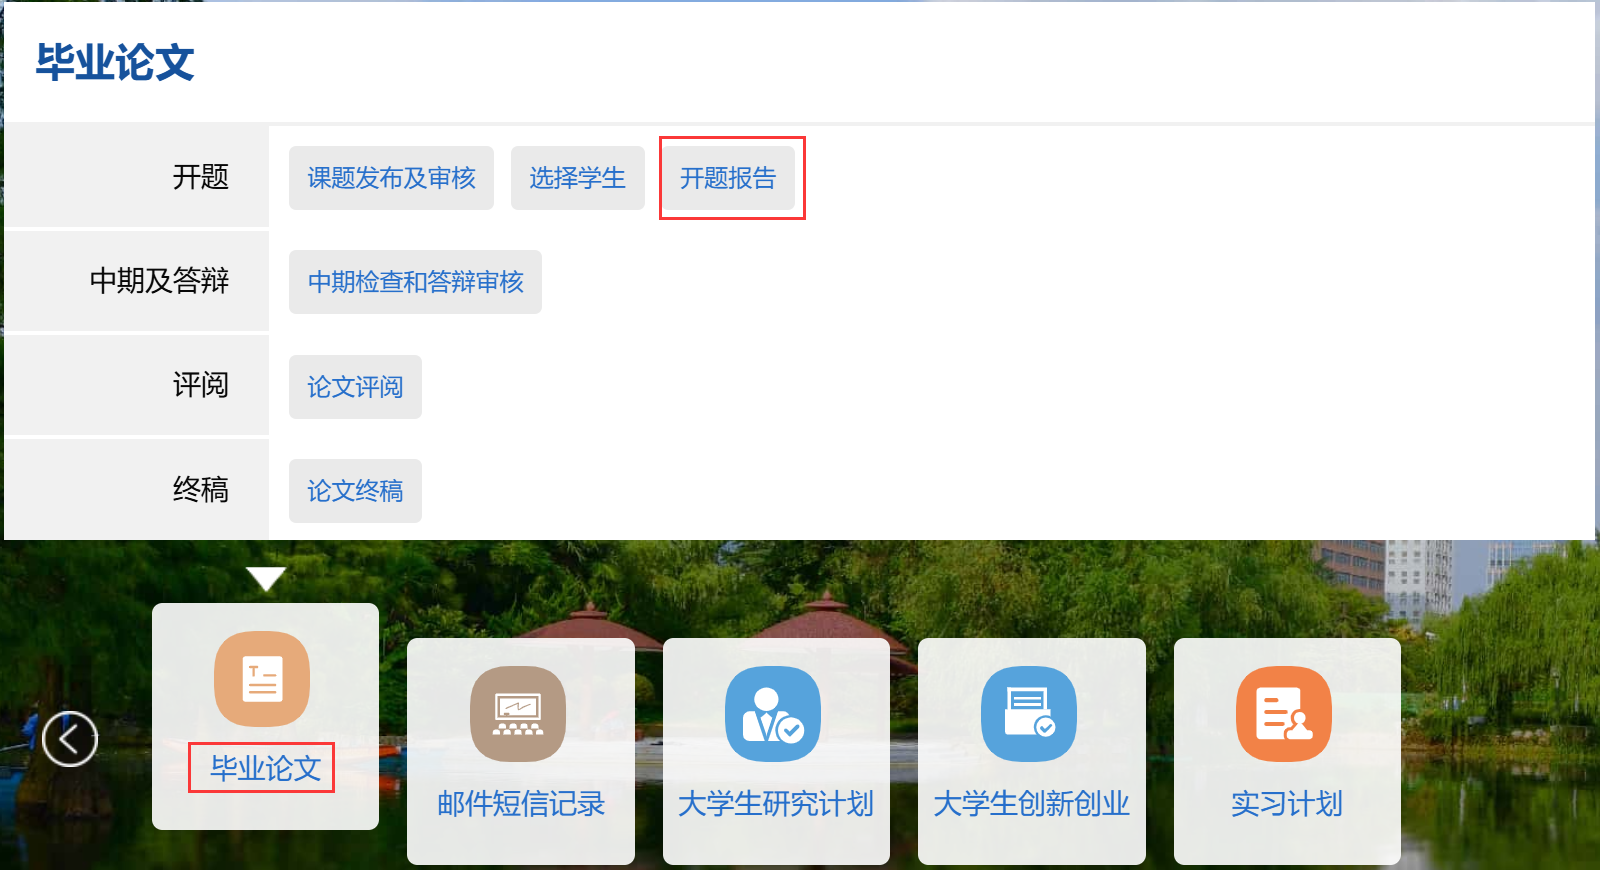 毕业论文
开题
课题发布及审核
选择学生
开题报告
中期及答辩
中期检查和答辩审核
评阅
论文评阅
终稿
论文终稿
毕业论文
邮件短信记录
大学生研究计划
大学生创新创业
实习计划